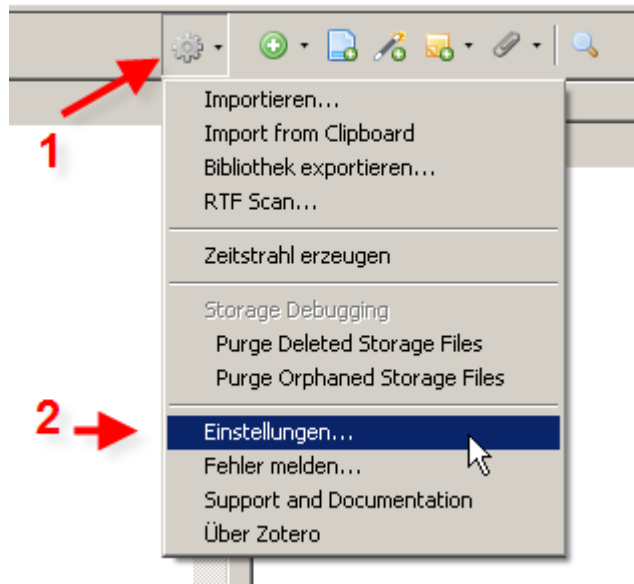 1
Importieren...
Import from Clipboard
Bibliothek exportieren...
RTF Scan...
Zeitstrahl erzeugen
Storage Debugging
Purge Deleted Storage Files
Purge Orphaned Storage Files
2
Einstellungen...
Fehler melden...
Support and Documentation
Über Zotero